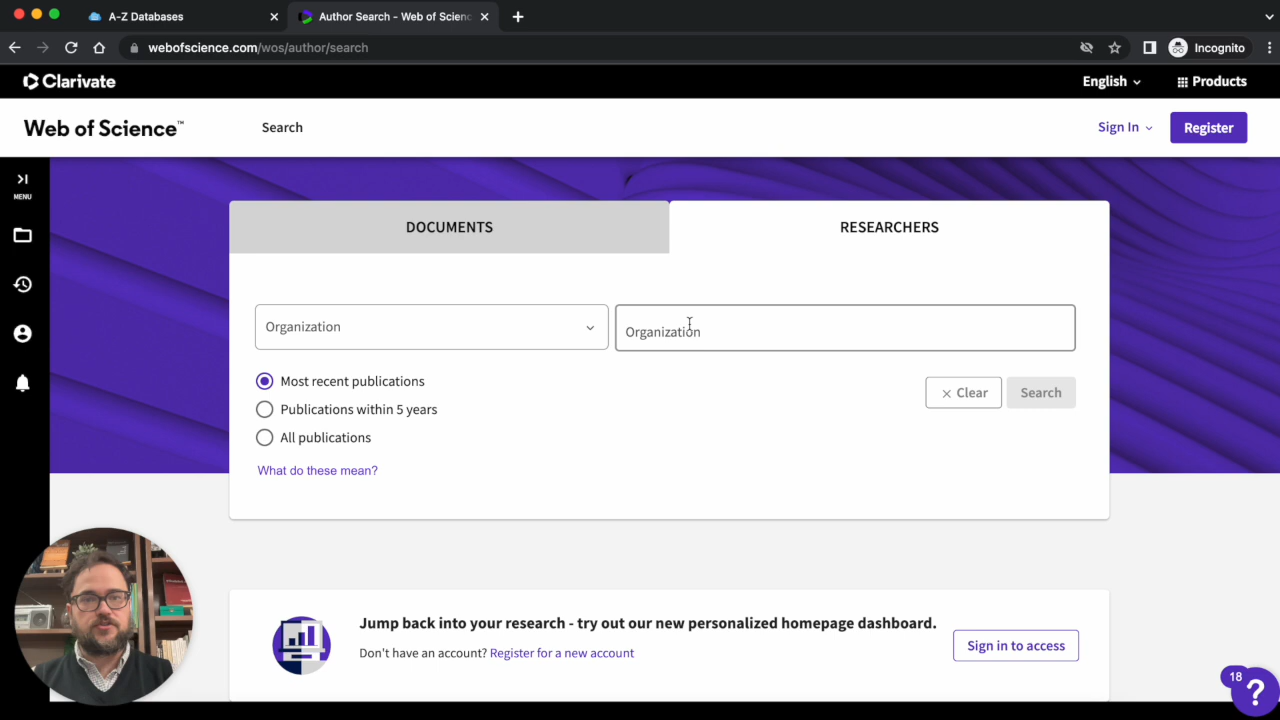 A-Z Databases
Author Search - Web of Scienc
webofscience.com/wos/author/search
Incognito
Clarivate
English
Products
Web of Science™
Search
Sign In
Register
MENU
DOCUMENTS
RESEARCHERS
Organization
Organization
Most recent publications
Clear
Search
Publications within 5 years
All publications
What do these mean?
Jump back into your research - try out our new personalized homepage dashboard.
Don't have an account? Register for a new account
Sign in to access
18
?